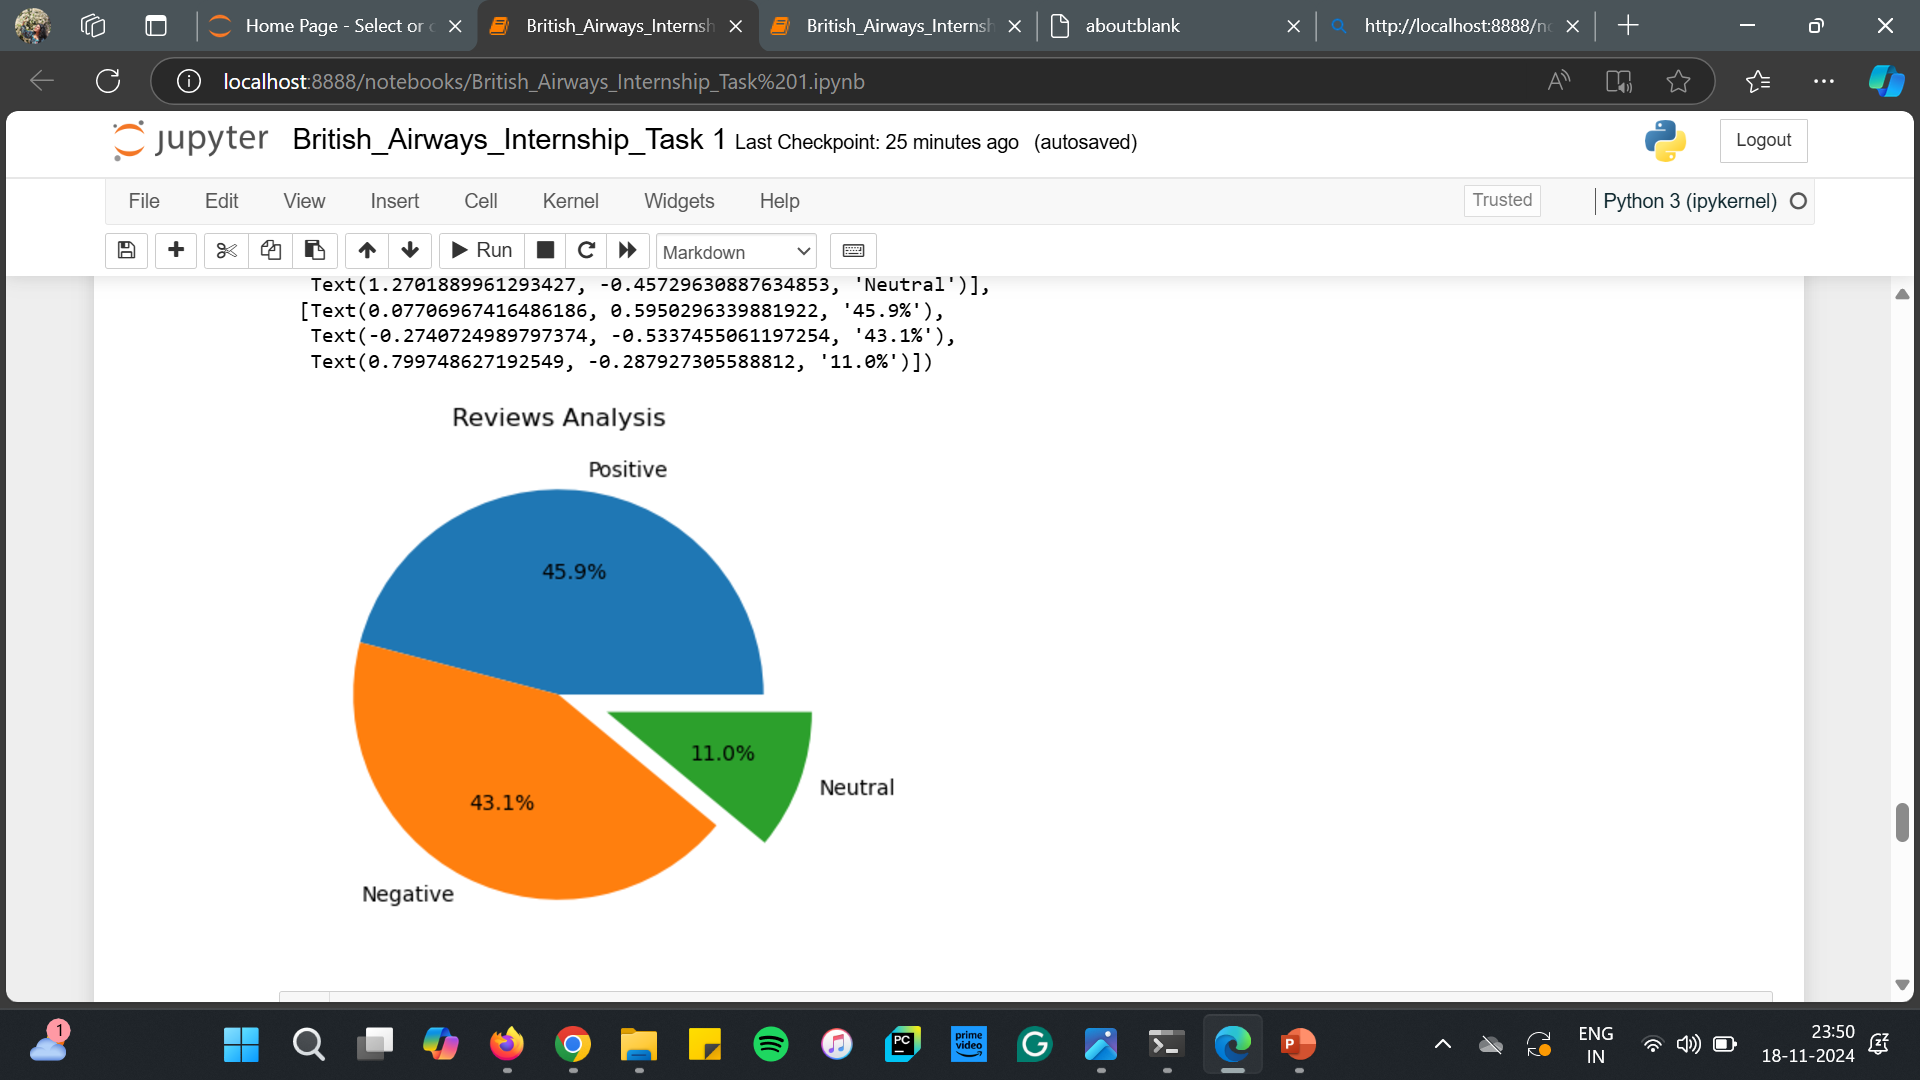 Home Page - Select or c
British_Airways_Internsh
British_Airways_Internsh
about:blank
http://localhost:8888/n
localhost:8888/notebooks/British_Airways_Internship_Task%201.ipynb
jupyter British_Airways_Internship_Task 1 Last Checkpoint: 25 minutes ago (autosaved)
Logout
File Edit View Insert Cell Kernel Widgets Help
Trusted
Python 3 (ipykernel)
Run
Markdown
Text(1.2701889961293427, -0.45729630887634853, 'Neutral')],
[Text(0.07706967416486186, 0.5950296339881922, '45.9%'),
Text(-0.2740724989797374, -0.5337455061197254, '43.1%'),
Text(0.799748627192549, -0.287927305588812, '11.0%')])
Reviews Analysis
Positive
45.9%
11.0%
Neutral
43.1%
Negative
1
PC
prime
video
P
ENG
IN
23:50
18-11-2024